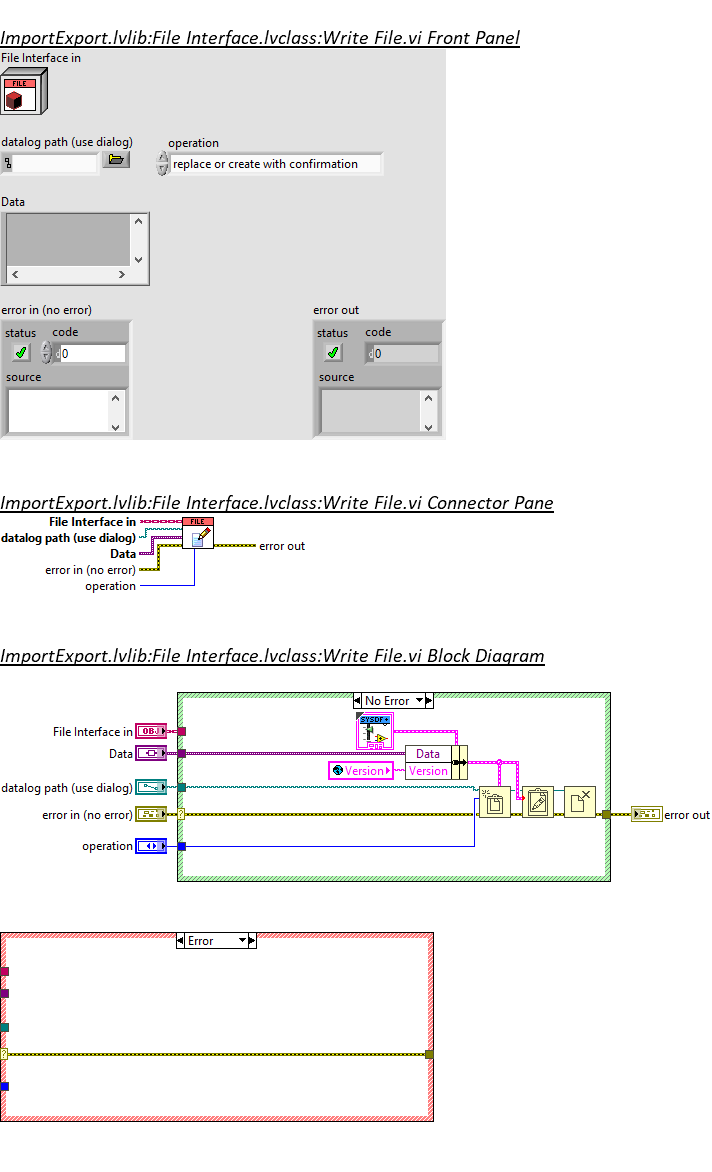 ImportExport.lvlib:File Interface.lvclass:Write File.vi Front Panel
File Interface in
FILE
datalog path (use dialog)
operation
replace or create with confirmation
Data
error in (no error)
status
code
d
0
source
error out
status
code
d
0
source
ImportExport.lvlib:File Interface.lvclass:Write File.vi Connector Pane
File Interface in
datalog path (use dialog)
Data
error in (no error)
operation
FILE
error out
ImportExport.lvlib:File Interface.lvclass:Write File.vi Block Diagram
No Error
File Interface in
OBJ
Data
datalog path (use dialog)
error in (no error)
operation
?
Data
Version
Version
error out
Error
?